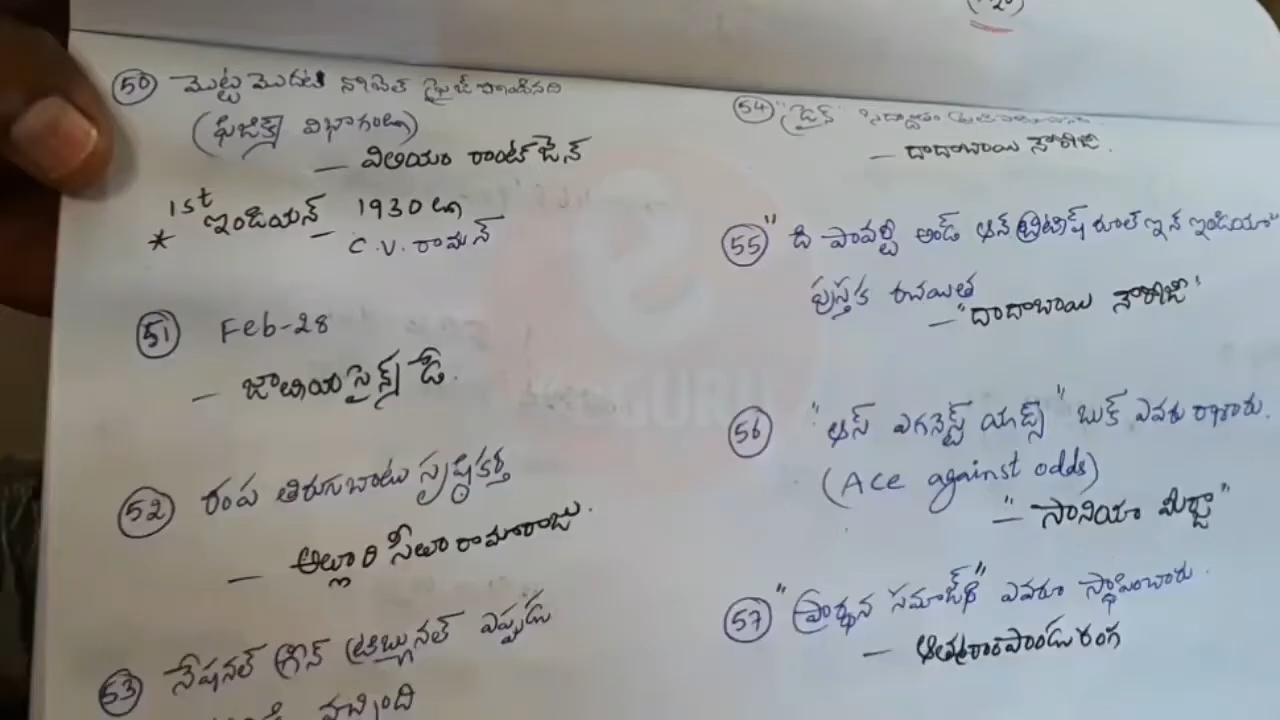 50 మొట్ట మొదటి నోబెల్ ప్రైజ్ పొందినది
(ఫిజిక్స్ విభాగంలో)
– విలియం రాంట్ జెన్
* 1st ఇండియన్ – 1930 లో
C.V. రామన్
51 Feb-28
– జాతీయ సైన్స్ డే.
52 రంప తిరుగుబాటు సృష్టికర్త
– అల్లూరి సీతారామరాజు.
53 నేషనల్ గ్రీన్ ట్రిబ్యునల్ ఎప్పుడు
వచ్చింది
54 "డ్రైన్" సిద్ధాంతం
– దాదాబాయి నౌరోజి.
55 "ది పావర్టీ అండ్ అన్ బ్రిటిష్ రూల్ ఇన్ ఇండియా"
పుస్తక రచయిత
– "దాదాబాయి నౌరోజీ"
56 "ఏస్ ఎగనెస్ట్ యాడ్స్" బుక్ ఎవరు రాశారు.
(Ace against odds)
– "సానియా మీర్జా"
57 "ప్రార్థన సమాజ్‌ని" ఎవరూ స్థాపించారు.
– ఆత్మారాంపాండురంగ
GURU